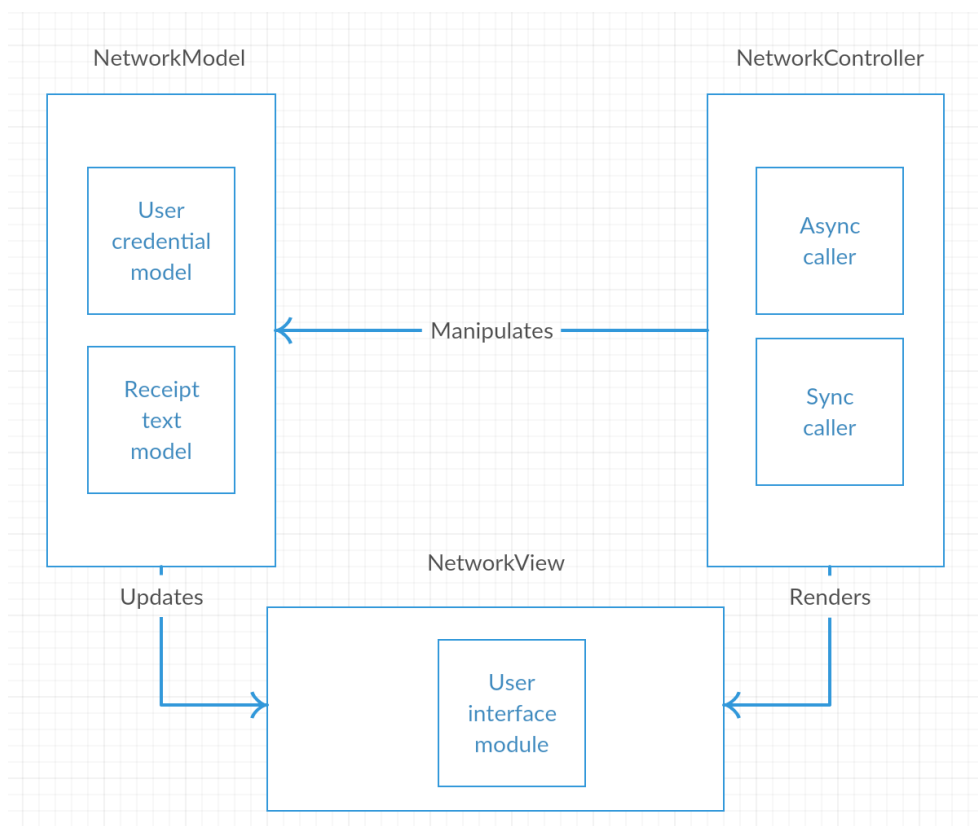 NetworkModel
NetworkController
User
credential
model
Async
caller
Manipulates
Receipt
text
model
Sync
caller
NetworkView
Updates
Renders
User
interface
module